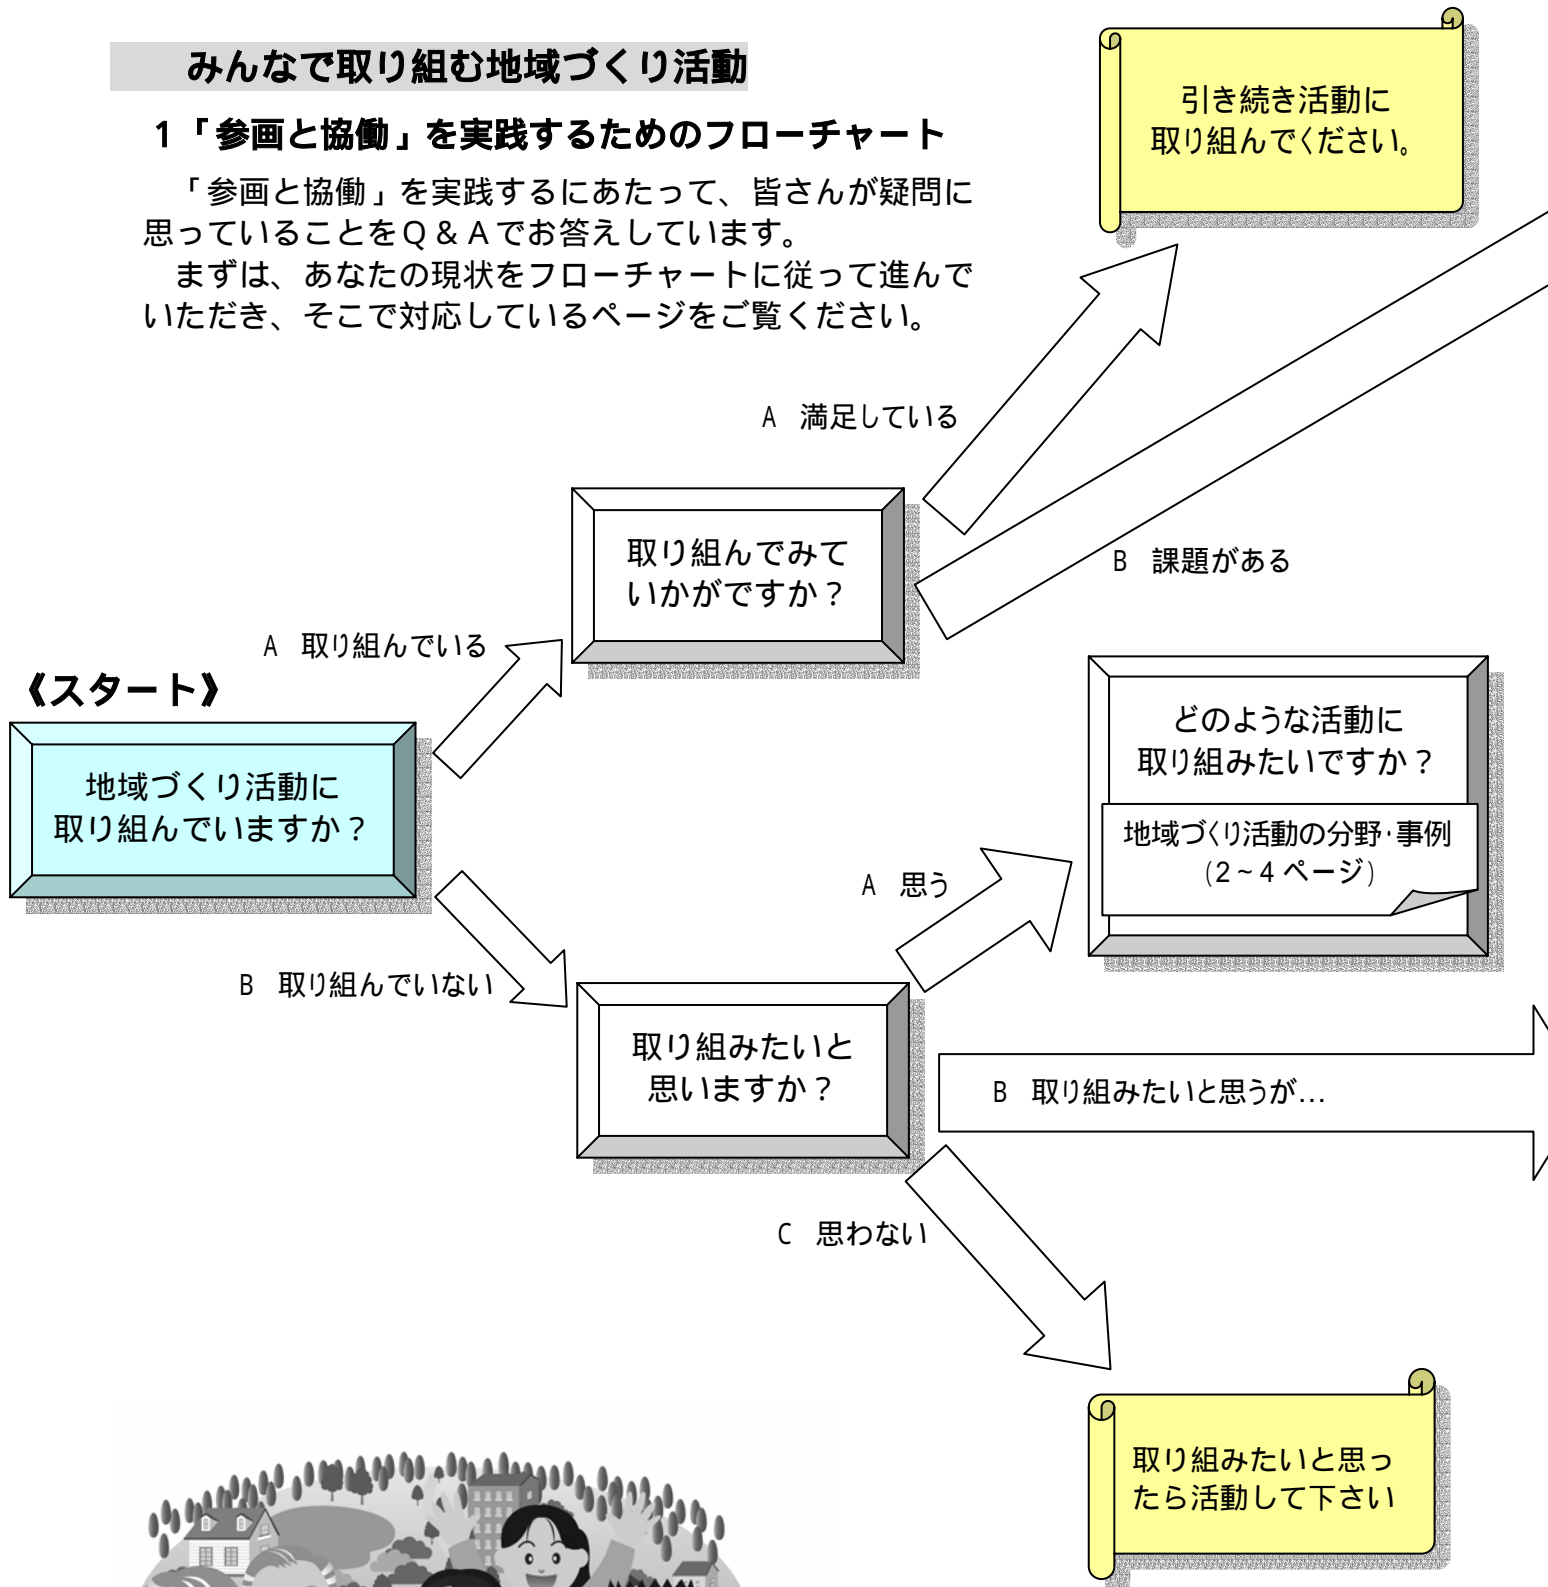 みんなで取り組む地域づくり活動
1「参画と協働」を実践するためのフローチャート
「参画と協働」を実践するにあたって、皆さんが疑問に
思っていることをQ&Aでお答えしています。
まずは、あなたの現状をフローチャートに従って進んで
いただき、そこで対応しているページをご覧ください。
引き続き活動に
取り組んでください。
A 満足している
取り組んでみて
いかがですか?
B 課題がある
A 取り組んでいる
《スタート》
地域づくり活動に
取り組んでいますか?
どのような活動に
取り組みたいですか?
地域づくり活動の分野・事例
(2~4ページ)
A 思う
B 取り組んでいない
取り組みたいと
思いますか?
B 取り組みたいと思うが…
C 思わない
取り組みたいと思っ
たら活動して下さい